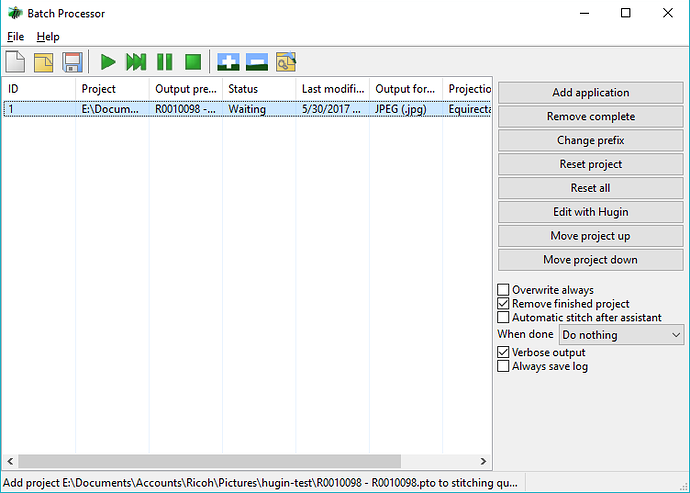 Batch Processor
File Help
ID Project Output pre... Status Last modifi... Output for... Projection
1 E:\Docum... R0010098 -... Waiting 5/30/2017 ... JPEG (.jpg) Equirecta
Add application
Remove complete
Change prefix
Reset project
Reset all
Edit with Hugin
Move project up
Move project down
Overwrite always
Remove finished project
Automatic stitch after assistant
When done Do nothing
Verbose output
Always save log
Add project E:\Documents\Accounts\Ricoh\Pictures\hugin-test\R0010098 - R0010098.pto to stitching qu...